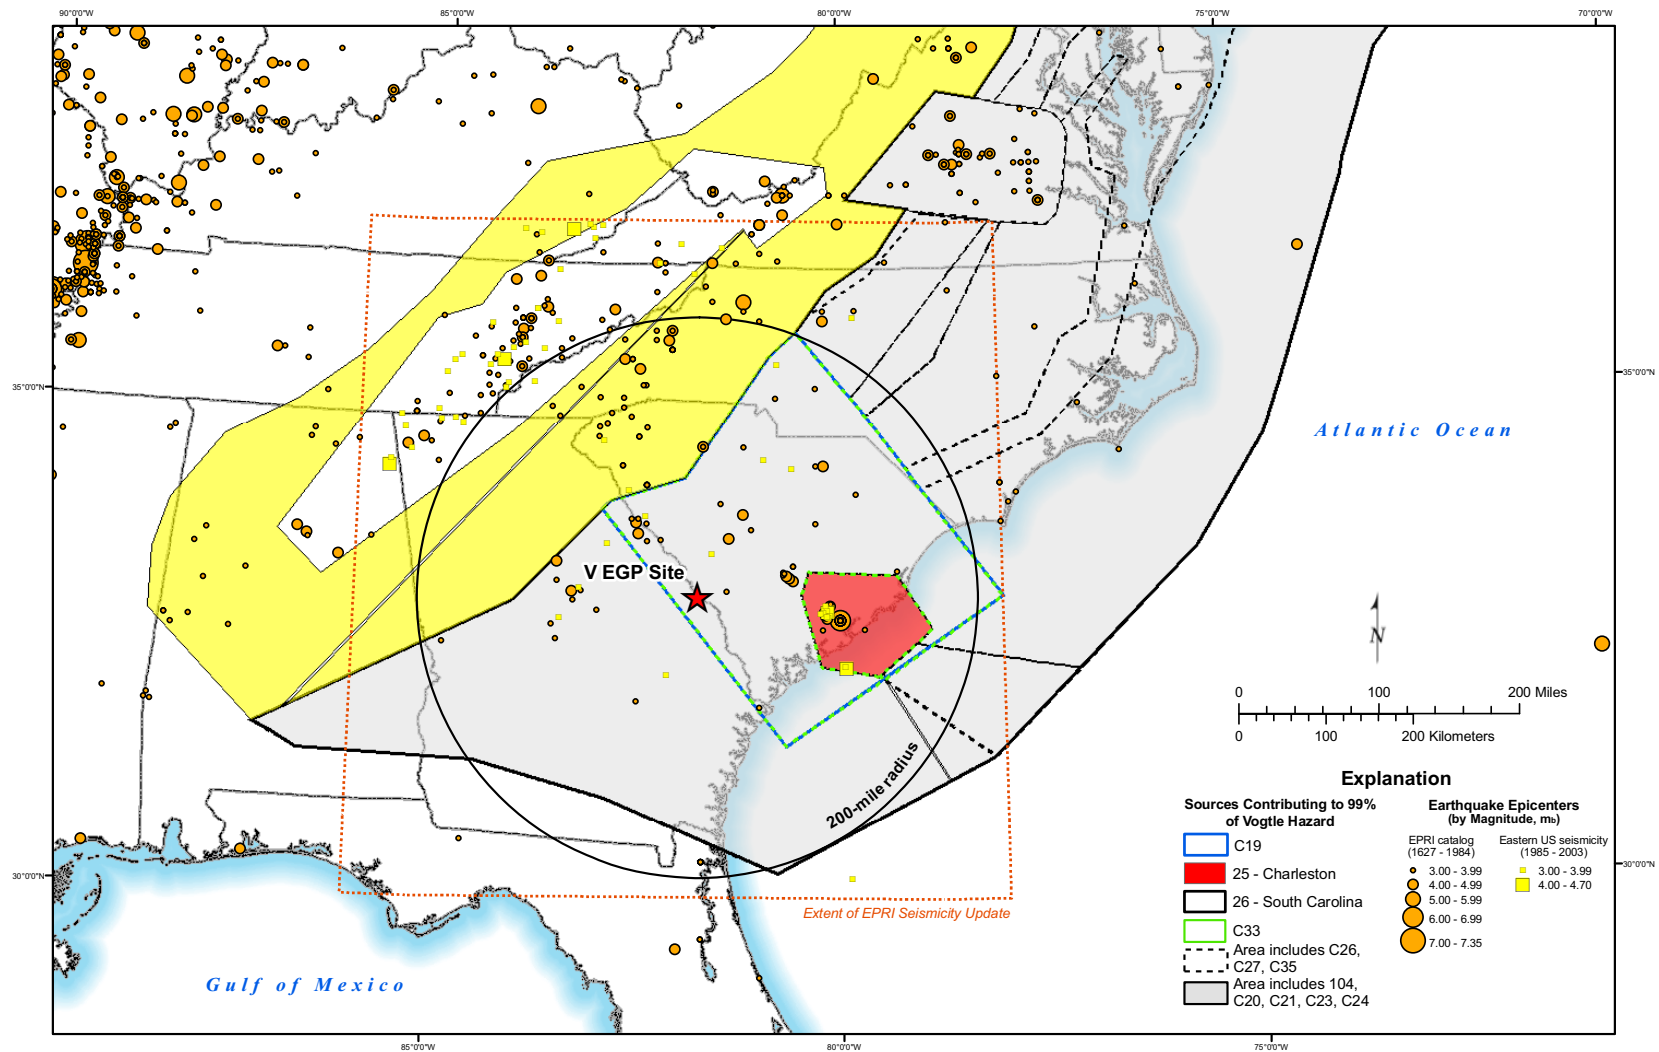 90°0'0"W
85°0'0"W
80°0'0"W
75°0'0"W
70°0'0"W
35°0'0"N
35°0'0"N
Atlantic Ocean
V EGP Site
N
0 100 200 Miles
0 100 200 Kilometers
200-mile radius
Explanation
Sources Contributing to 99%
of Vogtle Hazard
C19
25 - Charleston
26 - South Carolina
C33
Area includes C26,
C27, C35
Area includes 104,
C20, C21, C23, C24
Earthquake Epicenters
(by Magnitude, mb)
EPRI catalog
(1627 - 1984)
3.00 - 3.99
4.00 - 4.99
5.00 - 5.99
6.00 - 6.99
7.00 - 7.35
Eastern US seismicity
(1985 - 2003)
3.00 - 3.99
4.00 - 4.70
30°0'0"N
30°0'0"N
Extent of EPRI Seismicity Update
Gulf of Mexico
85°0'0"W
80°0'0"W
75°0'0"W